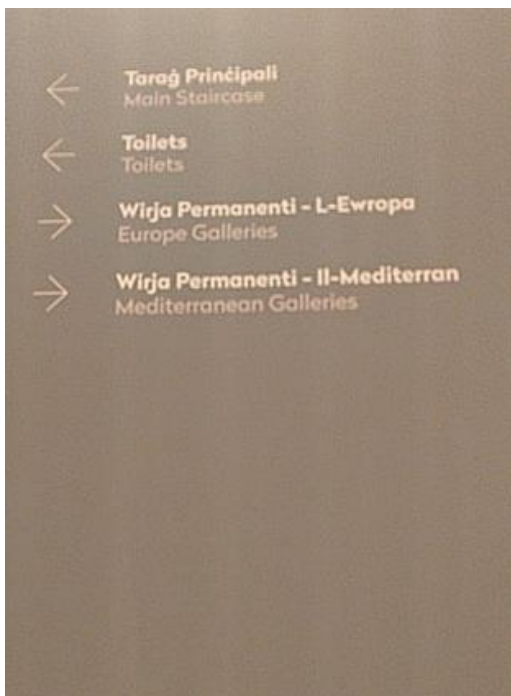 Taraġ Prinċipali
Main Staircase
Toilets
Toilets
Wirja Permanenti - L-Ewropa
Europe Galleries
Wirja Permanenti - Il-Mediterran
Mediterranean Galleries